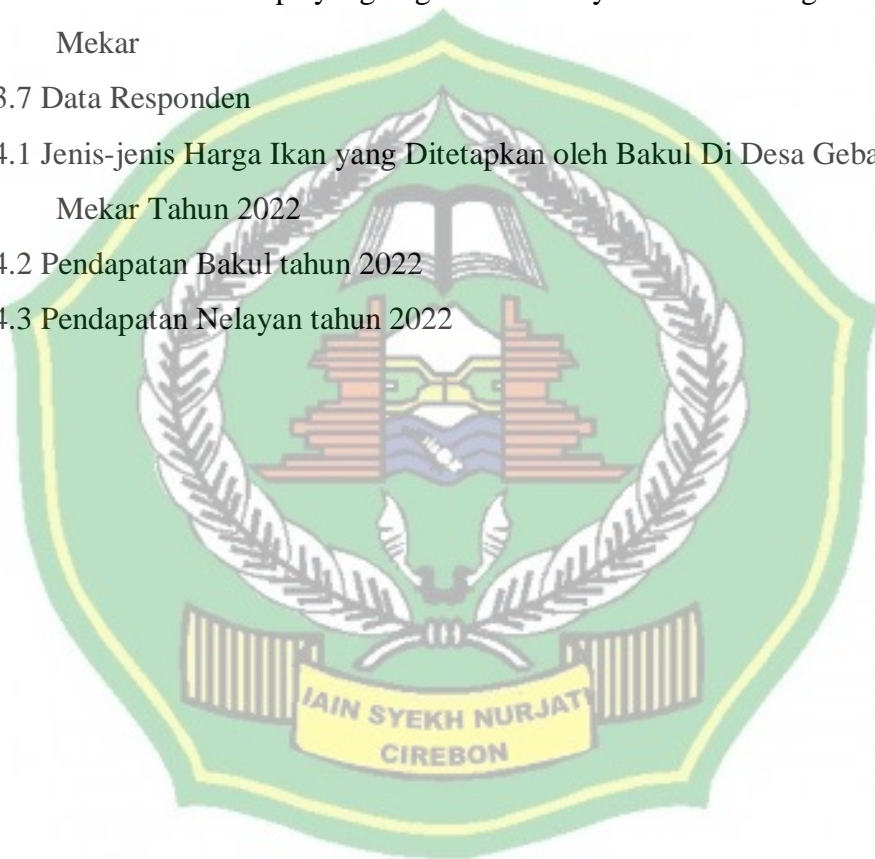 Mekar
3.7 Data Responden
4.1 Jenis-jenis Harga Ikan yang Ditetapkan oleh Bakul Di Desa Geba
Mekar Tahun 2022
4.2 Pendapatan Bakul tahun 2022
4.3 Pendapatan Nelayan tahun 2022
IAIN SYEKH NURJATI
CIREBON